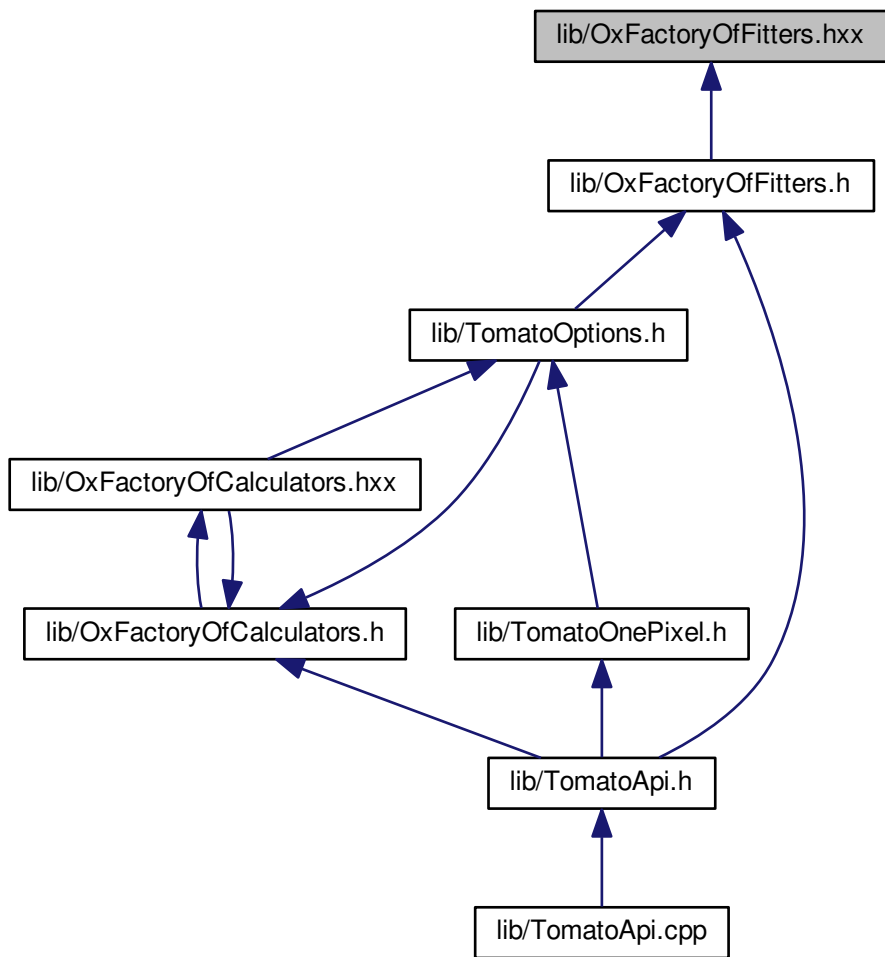 lib/OxFactoryOfFitters.hxx
lib/OxFactoryOfFitters.h
lib/TomatoOptions.h
lib/OxFactoryOfCalculators.hxx
lib/OxFactoryOfCalculators.h
lib/TomatoOnePixel.h
lib/TomatoApi.h
lib/TomatoApi.cpp